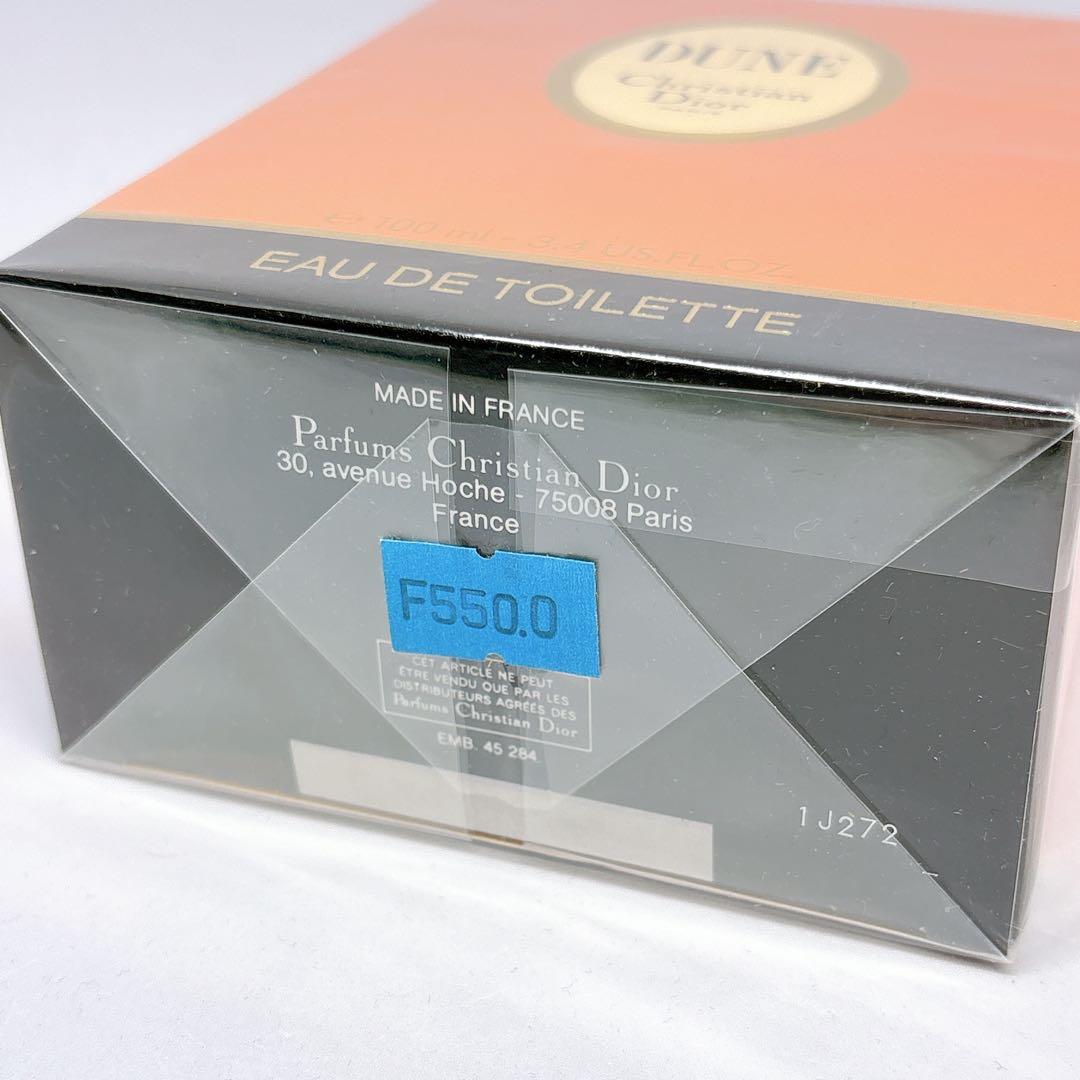 DUNE
Christian
Dior
PARIS
e 100 ml - 3.4 US.FL.OZ.
EAU DE TOILETTE
MADE IN FRANCE
Parfums Christian Dior
30, avenue Hoche - 75008 Paris
France
F550.0
CET ARTICLE NE PEUT
ÊTRE VENDU QUE PAR LES
DISTRIBUTEURS AGRÉÉS DES
Parfums Christian Dior
EMB. 45 284
1J272